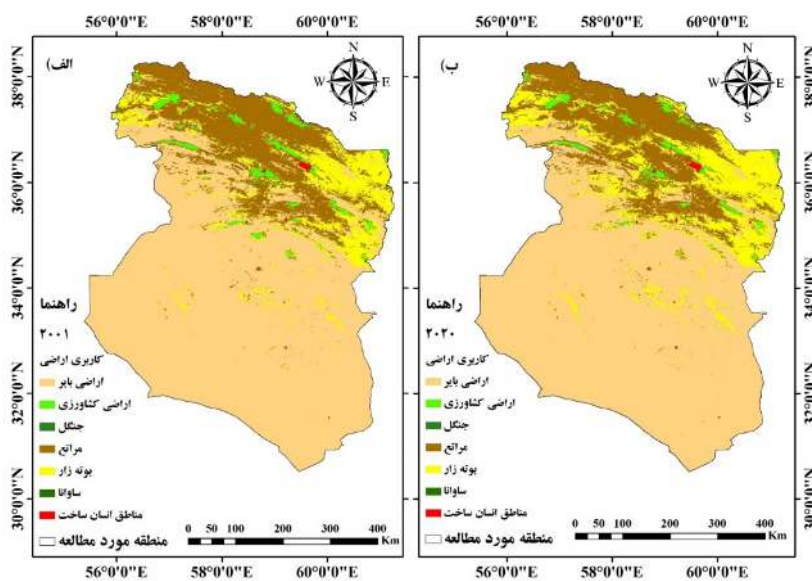 56°0'0"N 58°0'0"N 60°0'0"N
56°0'0"N 58°0'0"N 60°0'0"N
الف)
N
W E
S
ب)
N
W E
S
38°0'0"N
36°0'0"N
34°0'0"N
32°0'0"N
30°0'0"N
38°0'0"N
36°0'0"N
34°0'0"N
32°0'0"N
30°0'0"N
راهنما
۲۰۰۱
کاربری اراضی
اراضی بایر
اراضی کشاورزی
جنگل
مراتع
بوته زار
ساوانا
مناطق انسان ساخت
منطقه مورد مطالعه
0 50 100 200 300 400
Km
راهنما
۲۰۲۰
کاربری اراضی
اراضی بایر
اراضی کشاورزی
جنگل
مراتع
بوته زار
ساوانا
مناطق انسان ساخت
منطقه مورد مطالعه
0 50 100 200 300 400
Km
56°0'0"N 58°0'0"N 60°0'0"N
56°0'0"N 58°0'0"N 60°0'0"N